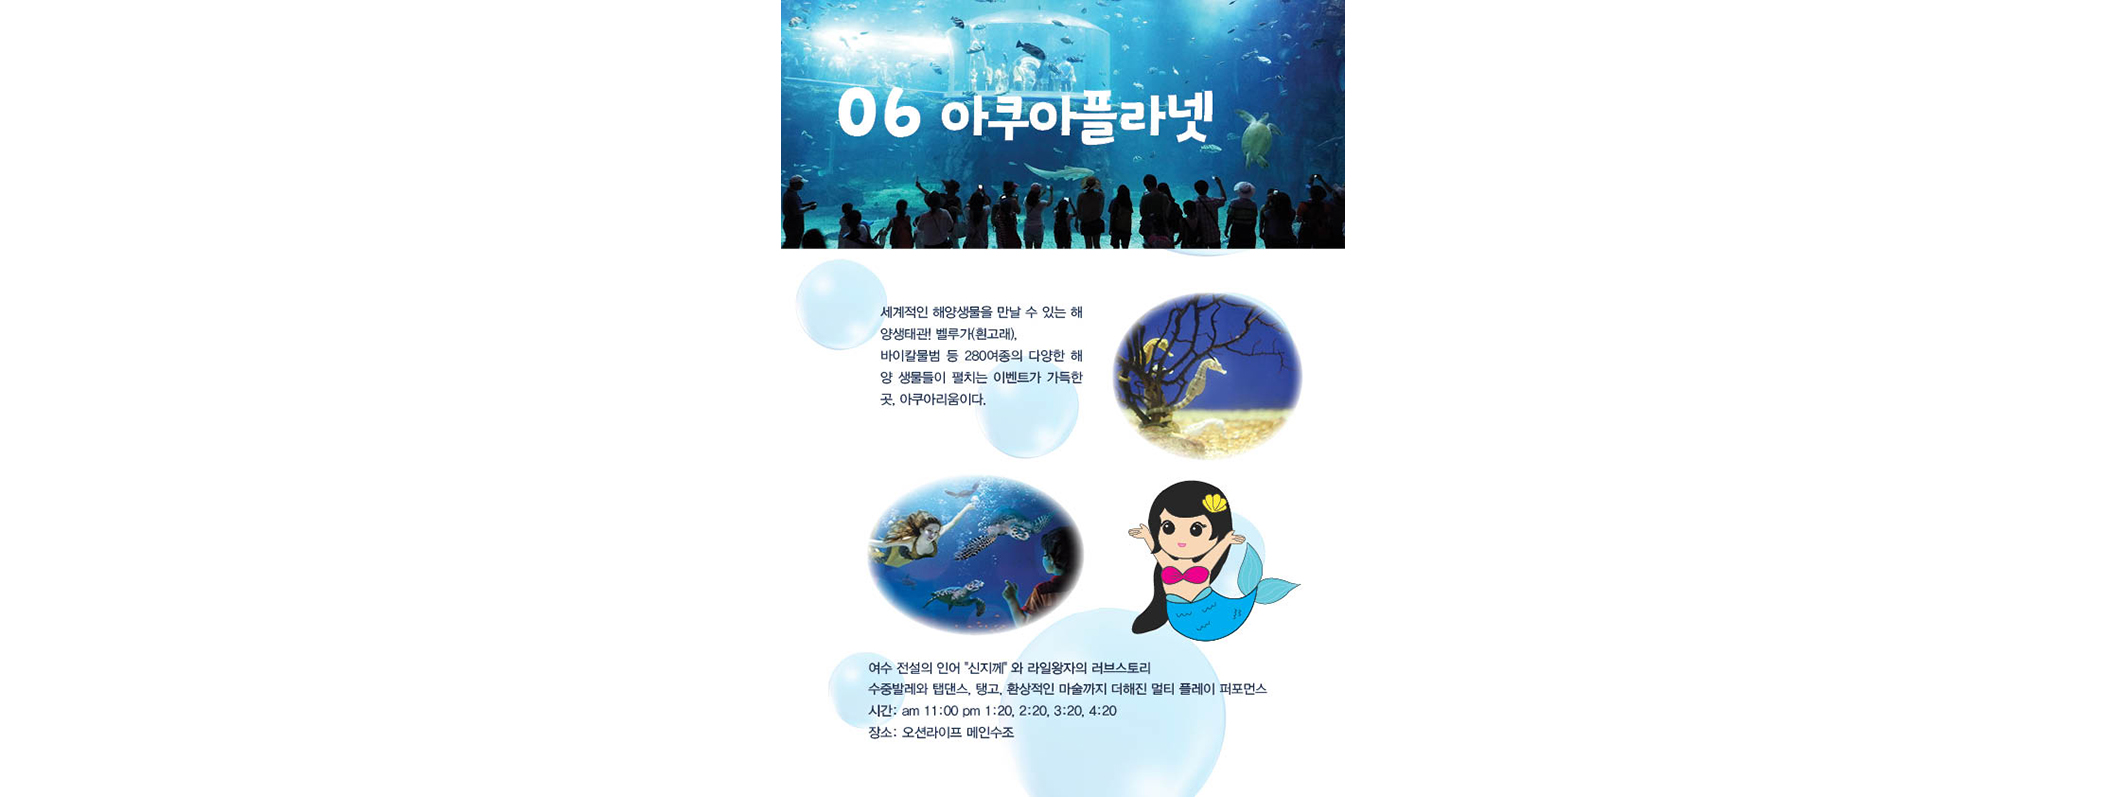 06 아쿠아플라넷
세계적인 해양생물을 만날 수 있는 해
양생태관! 벨루가(흰고래),
바이칼물범 등 280여종의 다양한 해
양 생물들이 펼치는 이벤트가 가득한
곳, 아쿠아리움이다.
여수 전설의 인어 "신지께" 와 라일왕자의 러브스토리
수중발레와 탭댄스, 탱고, 환상적인 마술까지 더해진 멀티 플레이 퍼포먼스
시간: am 11:00 pm 1:20, 2:20, 3:20, 4:20
장소: 오션라이프 메인수조